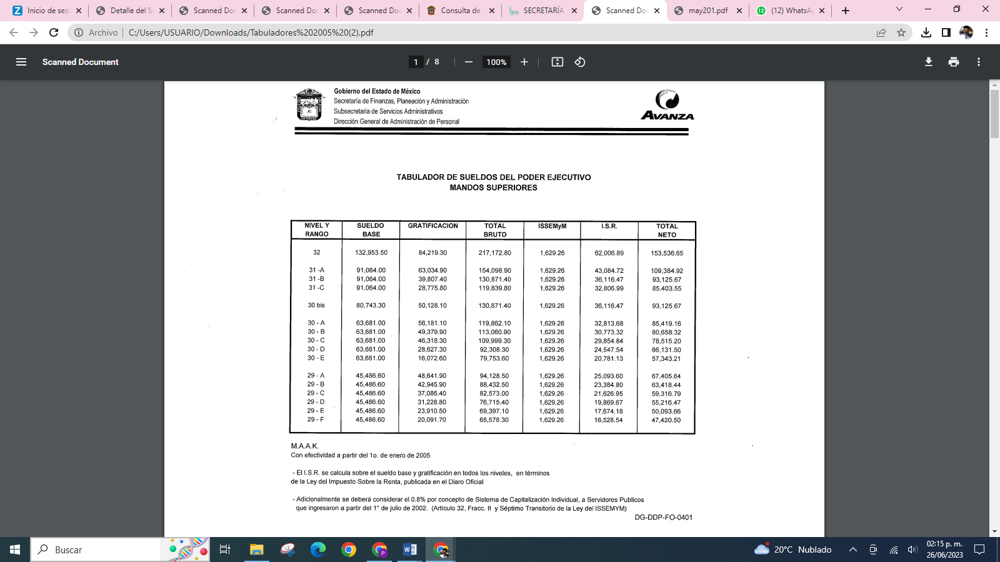 Inicio de sesi
Detalle del S
Scanned Doc
Scanned Doc
Scanned Doc
Consulta de
SECRETARÍA
Scanned Doc
may201.pdf
(12) WhatsA
Archivo C:/Users/USUARIO/Downloads/Tabuladores%202005%20(2).pdf
Scanned Document 1 / 8 100%
Gobierno del Estado de México
Secretaría de Finanzas, Planeación y Administración
Subsecretaria de Servicios Administrativos
Dirección General de Administración de Personal
AVANZA
TABULADOR DE SUELDOS DEL PODER EJECUTIVO
MANDOS SUPERIORES
NIVEL Y RANGO SUELDO BASE GRATIFICACION TOTAL BRUTO ISSEMyM I.S.R. TOTAL NETO
32 132,953.50 84,219.30 217,172.80 1,629.26 62,006.89 153,536.65
31 -A 91,064.00 63,034.90 154,098.90 1,629.26 43,084.72 109,384.92
31 -B 91,064.00 39,807.40 130,871.40 1,629.26 36,116.47 93,125.67
31 -C 91,064.00 28,775.80 119,839.80 1,629.26 32,806.99 85,403.55
30 bis 80,743.30 50,128.10 130,871.40 1,629.26 36,116.47 93,125.67
30 - A 63,681.00 56,181.10 119,862.10 1,629.26 32,813.68 85,419.16
30 - B 63,681.00 49,379.90 113,060.90 1,629.26 30,773.32 80,658.32
30 - C 63,681.00 46,318.30 109,999.30 1,629.26 29,854.84 78,515.20
30 - D 63,681.00 28,627.30 92,308.30 1,629.26 24,547.54 66,131.50
30 - E 63,681.00 16,072.60 79,753.60 1,629.26 20,781.13 57,343.21
29 - A 45,486.60 48,641.90 94,128.50 1,629.26 25,093.60 67,405.64
29 - B 45,486.60 42,945.90 88,432.50 1,629.26 23,384.80 63,418.44
29 - C 45,486.60 37,086.40 82,573.00 1,629.26 21,626.95 59,316.79
29 - D 45,486.60 31,228.80 76,715.40 1,629.26 19,869.67 55,216.47
29 - E 45,486.60 23,910.50 69,397.10 1,629.26 17,674.18 50,093.66
29 - F 45,486.60 20,091.70 65,578.30 1,629.26 16,528.54 47,420.50
M.A.A.K.
Con efectividad a partir del 1o. de enero de 2005
- El I.S.R. se calcula sobre el sueldo base y gratificación en todos los niveles, en términos
de la Ley del Impuesto Sobre la Renta, publicada en el Diaro Oficial
- Adicionalmente se deberá considerar el 0.8% por concepto de Sistema de Capitalización Individual, a Servidores Publicos
que ingresaron a partir del 1° de julio de 2002. (Artículo 32, Fracc. II y Séptimo Transitorio de la Ley del ISSEMYM)
DG-DDP-FO-0401
Buscar
20°C Nublado
02:15 p. m.
26/06/2023